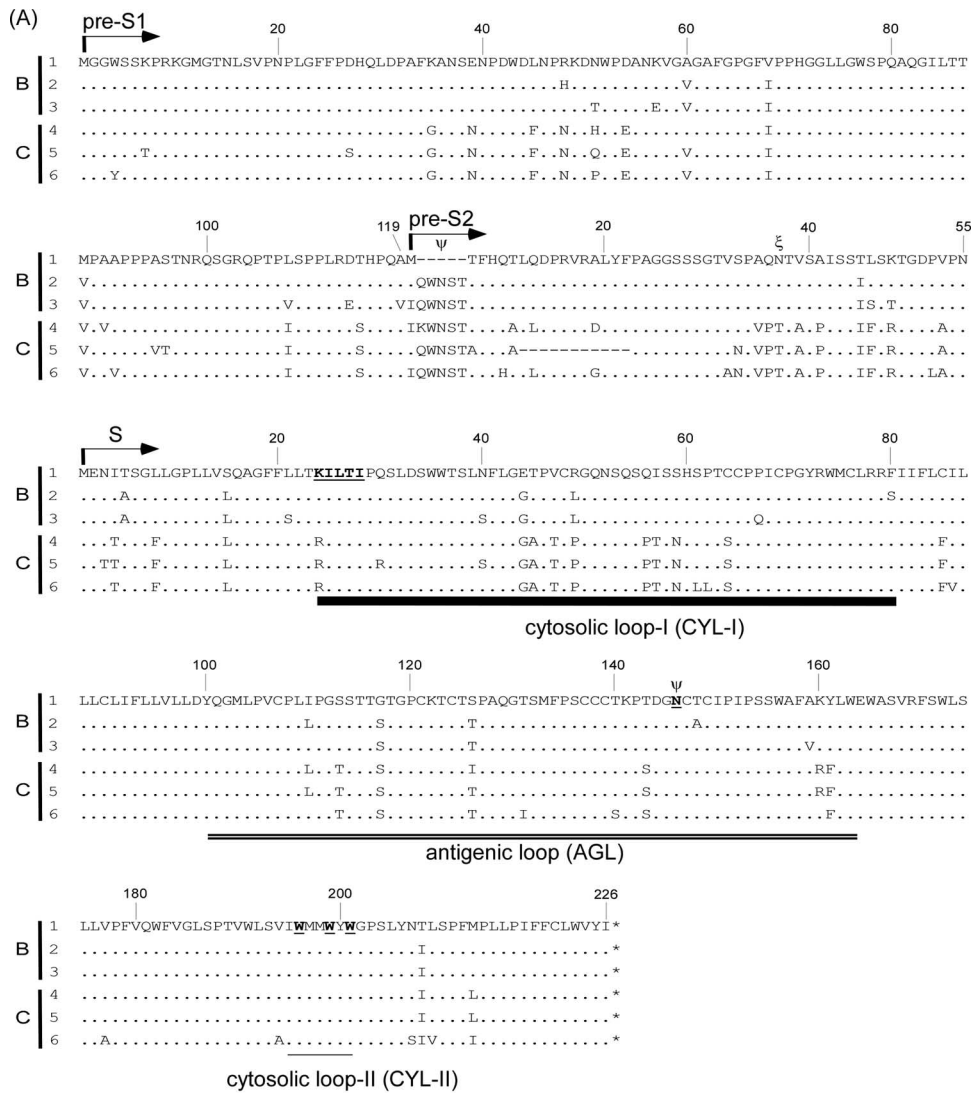 (A)
pre-S1
20 40 60 80
B
1 MGGWSSKPRKGMGTNLSVPNPLGFFPDHQLDPAFKANSENPDWDLNPRKDNWPDANKVGAGAFGPGFVPPHGGLLGWSPQAQGILTT
2 ...............................................H...........V.......I...................
3 ..................................................T.....E..V.......I...................
C
4 ..................................G...N.....F..N..H..E.............I...................
5 ......T...................S.......G...N.....F..N..Q..E.....V.......I...................
6 ...Y..............................G...N.....F..N..P..E.....V.......I...................
pre-S2
100 119 ψ 20 ξ 40 55
B
1 MPAAPPPASTNRQSGRQPTPLSPPLRDTHPQAM-----TFHQTLQDPRVRALYFPAGGSSSGTVSPAQNTVSAISSTLSKTGDPVPN
2 V................................QWNST......................................I..........
3 V...................V.....E....VIQWNST......................................IS.T.......
C
4 V.V.................I......S....IKWNST...A.L.....D...............VPT.A.P...IF.R....A...
5 V......VT...........I......S.....QWNSTA...A-----------..........N.VPT.A.P...IF.R....A...
6 V..V................I......S....IQWNST..H..L.....G............AN.VPT.A.P...IF.R...LA...
S
20 40 60 80
B
1 MENITSGLLGPLLVSQAGFFLLTKILTIPQSLDSWWTSLNFLGETPVCRGQNSQSQISSHSPTCCPPICPGYRWMCLRRFIIFLCIL
2 ....A.........L............................G....L..............................S.......
3 ....A.........L.....S..................S...G....L.................Q....................
C
4 ...T...F......L........R...................GA.T.P......PT.N....S....................F..
5 ..TT...F......L........R.....R.........S...GA.T.P......PT.N....S....................F..
6 ...T...F......L........R...................GA.T.P......PT.N.LL.S....................FV.
cytosolic loop-I (CYL-I)
100 120 140 ψ 160
B
1 LLCLIFLLVLLDYQGMLPVCPLIPGSSTTGTGPCKTCTSPAQGTSMFPSCCCTKPTDGNCTCIPIPSSWAFAKYLWEWASVRFSWLS
2 ......................L......S........T.....................A..........................
3 .............................S........T................................V...............
C
4 ......................L..T...S........I................S................RF.............
5 ......................L..T...S........T................S................RF.............
6 .........................T...S........T....I........S..S.................F.............
antigenic loop (AGL)
180 200 226
B
1 LLVPFVQWFVGLSPTVWLSVIWMMWYWGPSLYNTLSPFMPLLPIFFCLWVYI*
2 .................................I..................*
3 .................................I..................*
C
4 .................................I....L.............*
5 .................................I....L.............*
6 ..A................A............SIV...I.............*
cytosolic loop-II (CYL-II)